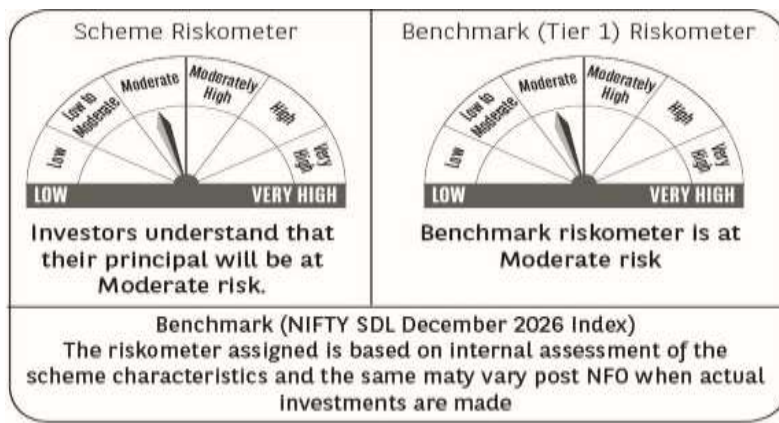 Scheme Riskometer
Low
Low to
Moderate
Moderate
Moderately
High
High
Very
High
LOW
VERY HIGH
Investors understand that
their principal will be at
Moderate risk.
Benchmark (Tier 1) Riskometer
Low
Low to
Moderate
Moderate
Moderately
High
High
Very
High
LOW
VERY HIGH
Benchmark riskometer is at
Moderate risk
Benchmark (NIFTY SDL December 2026 Index)
The riskometer assigned is based on internal assessment of the
scheme characteristics and the same maty vary post NFO when actual
investments are made